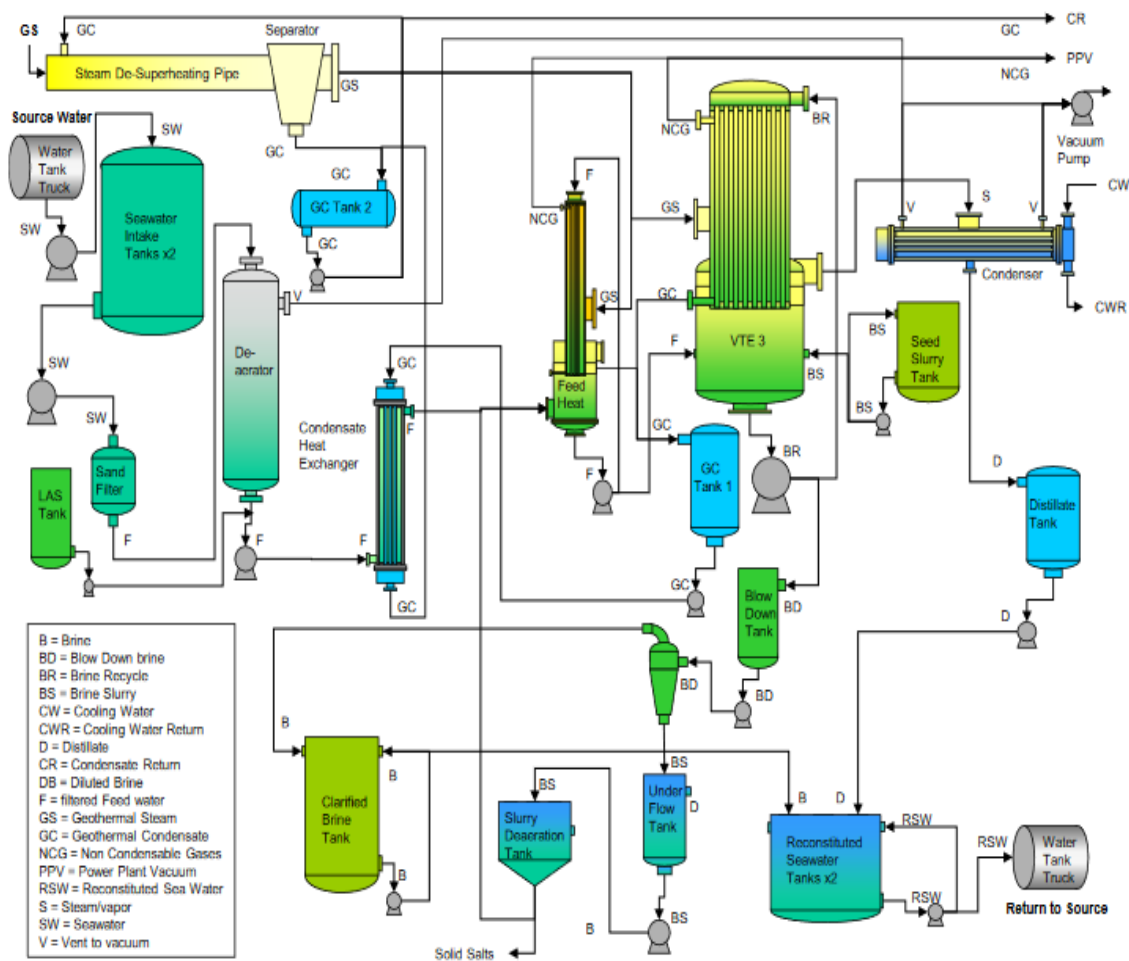 GS
GC
Separator
GC
CR
Steam De-Superheating Pipe
GS
PPV
NCG
Source Water
SW
Water
Tank
Truck
SW
Seawater
Intake
Tanks x2
GC
GC
GC Tank 2
GC
F
NCG
NCG
BR
GS
Vacuum
Pump
CW
V
S
V
Condenser
CWR
De-
aerator
V
GS
GC
VTE 3
F
BS
BS
Seed
Slurry
Tank
BS
SW
SW
Sand
Filter
LAS
Tank
F
F
Condensate
Heat
Exchanger
GC
F
F
GC
Feed
Heat
F
GC
GC
Tank 1
GC
BR
D
Distillate
Tank
D
Blow
Down
Tank
BD
BD
BD
B = Brine
BD = Blow Down brine
BR = Brine Recycle
BS = Brine Slurry
CW = Cooling Water
CWR = Cooling Water Return
D = Distillate
CR = Condensate Return
DB = Diluted Brine
F = filtered Feed water
GS = Geothermal Steam
GC = Geothermal Condensate
NCG = Non Condensable Gases
PPV = Power Plant Vacuum
RSW = Reconstituted Sea Water
S = Steam/vapor
SW = Seawater
V = Vent to vacuum
B
Clarified
Brine
Tank
B
B
BS
Slurry
Deaeration
Tank
Solid Salts
BS
Under
Flow
Tank
D
B
BS
B
D
Reconstituted
Seawater
Tanks x2
RSW
RSW
RSW
Water
Tank
Truck
Return to Source